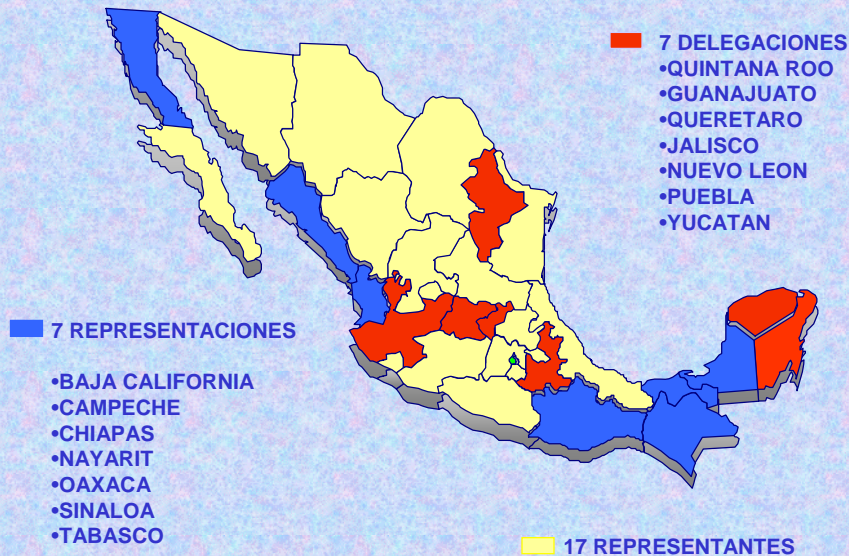 7 DELEGACIONES
•QUINTANA ROO
•GUANAJUATO
•QUERETARO
•JALISCO
•NUEVO LEON
•PUEBLA
•YUCATAN
7 REPRESENTACIONES
•BAJA CALIFORNIA
•CAMPECHE
•CHIAPAS
•NAYARIT
•OAXACA
•SINALOA
•TABASCO
17 REPRESENTANTES